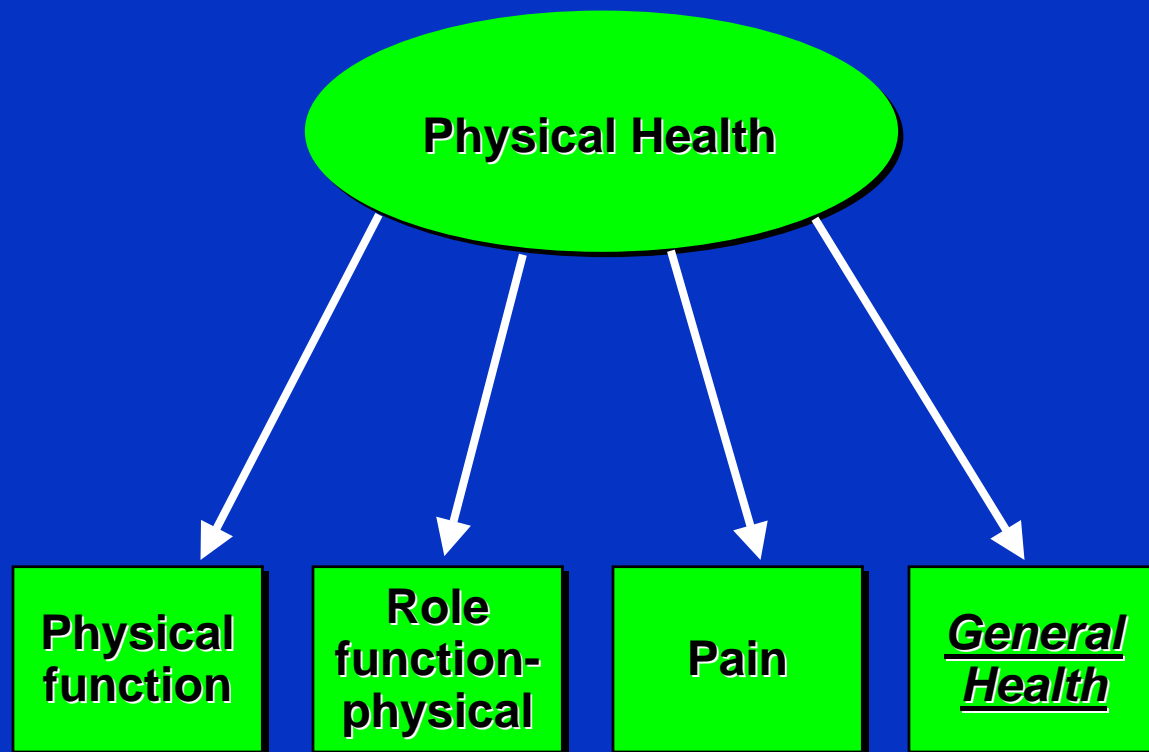 Physical Health
Physical
function
Role
function-
physical
Pain
General
Health